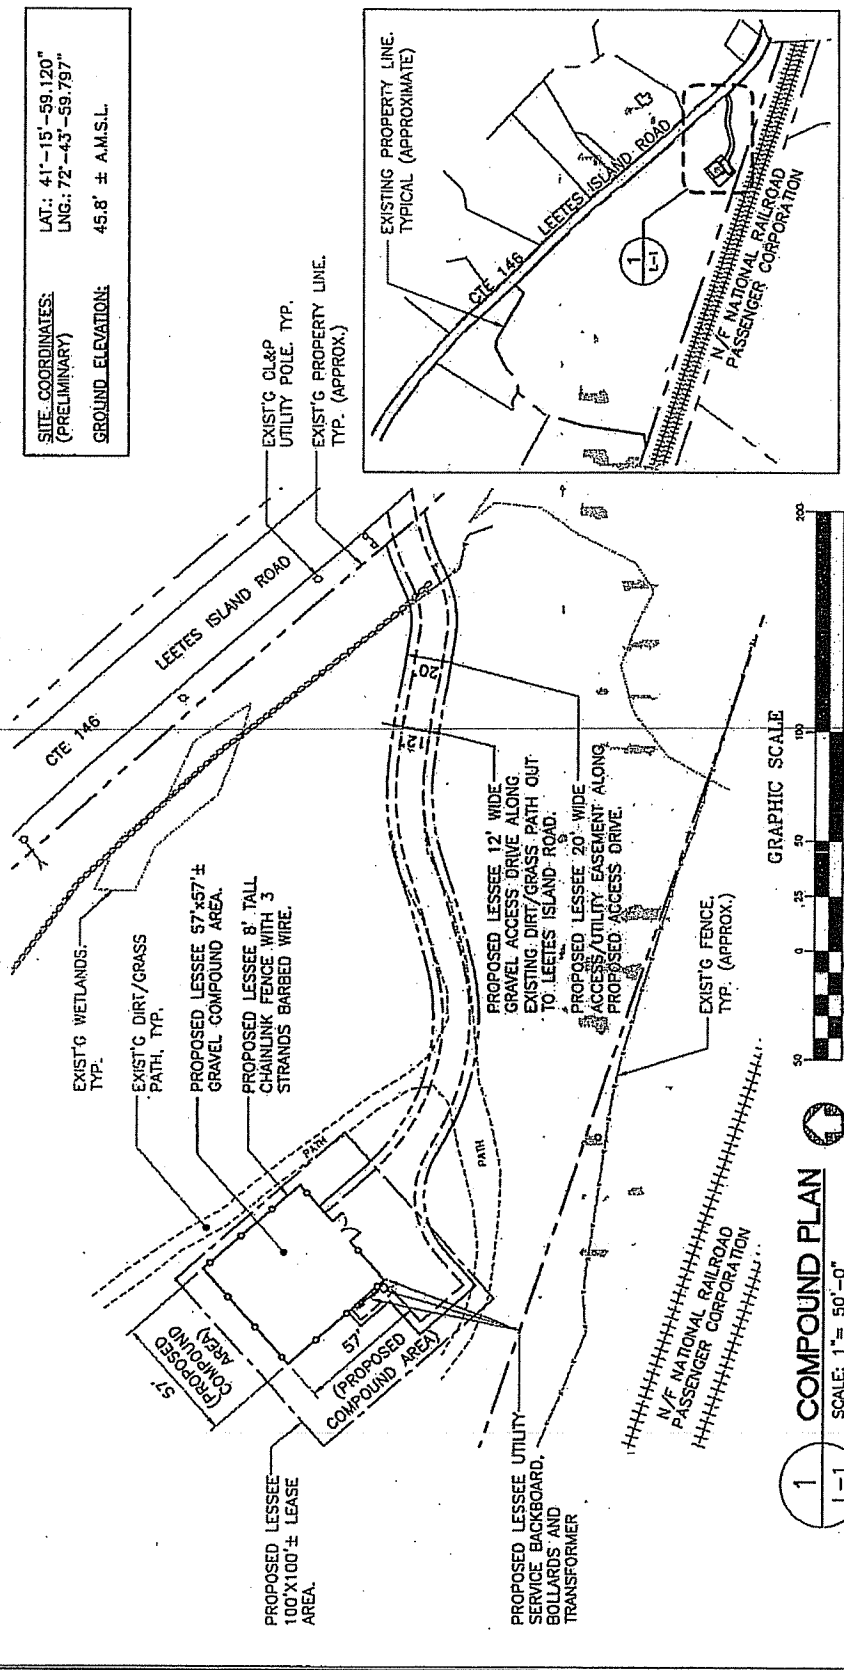 SITE COORDINATES: LAT.: 41°-15'-59.120"
(PRELIMINARY) LNG.: 72°-43'-59.797"
GROUND ELEVATION: 45.8' ± A.M.S.L.
EXISTING PROPERTY LINE.
TYPICAL (APPROXIMATE)
CTE 146 LEETES ISLAND ROAD
1
L-1
N/F NATIONAL RAILROAD
PASSENGER CORPORATION
EXIST'G CL&P
UTILITY POLE. TYP.
EXIST'G PROPERTY LINE.
TYP. (APPROX.)
CTE 146 LEETES ISLAND ROAD
EXIST'G WETLANDS.
TYP.
EXIST'G DIRT/GRASS
PATH, TYP.
PROPOSED LESSEE 57'x57'±
GRAVEL COMPOUND AREA.
PROPOSED LESSEE 8' TALL
CHAINLINK FENCE WITH 3
STRANDS BARBED WIRE.
PATH
PATH
12'
20'
57'
(PROPOSED
COMPOUND
AREA)
57'
(PROPOSED
COMPOUND AREA)
PROPOSED LESSEE
100'X100'± LEASE
AREA.
PROPOSED LESSEE UTILITY
SERVICE BACKBOARD,
BOLLARDS AND
TRANSFORMER
PROPOSED LESSEE 12' WIDE
GRAVEL ACCESS DRIVE ALONG
EXISTING DIRT/GRASS PATH OUT
TO LEETES ISLAND ROAD.
PROPOSED LESSEE 20' WIDE
ACCESS/UTILITY EASEMENT ALONG
PROPOSED ACCESS DRIVE.
EXIST'G FENCE,
TYP. (APPROX.)
N/F NATIONAL RAILROAD
PASSENGER CORPORATION
1
L-1
COMPOUND PLAN
SCALE: 1"= 50'-0"
GRAPHIC SCALE
50 0 25 50 100 200